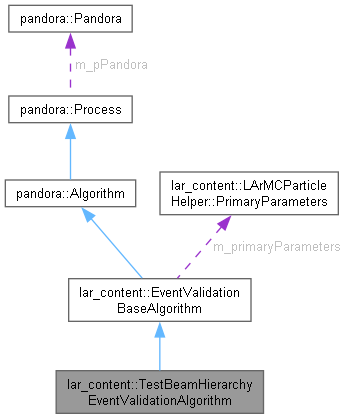 pandora::Pandora
m_pPandora
pandora::Process
pandora::Algorithm
lar_content::LArMCParticle
Helper::PrimaryParameters
m_primaryParameters
lar_content::EventValidation
BaseAlgorithm
lar_content::TestBeamHierarchy
EventValidationAlgorithm